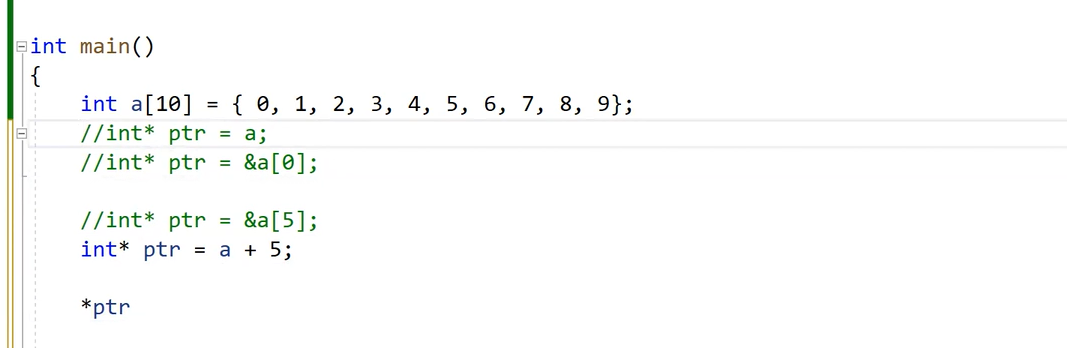 int main()
{
    int a[10] = { 0, 1, 2, 3, 4, 5, 6, 7, 8, 9};
    //int* ptr = a;
    //int* ptr = &a[0];
    //int* ptr = &a[5];
    int* ptr = a + 5;
    *ptr